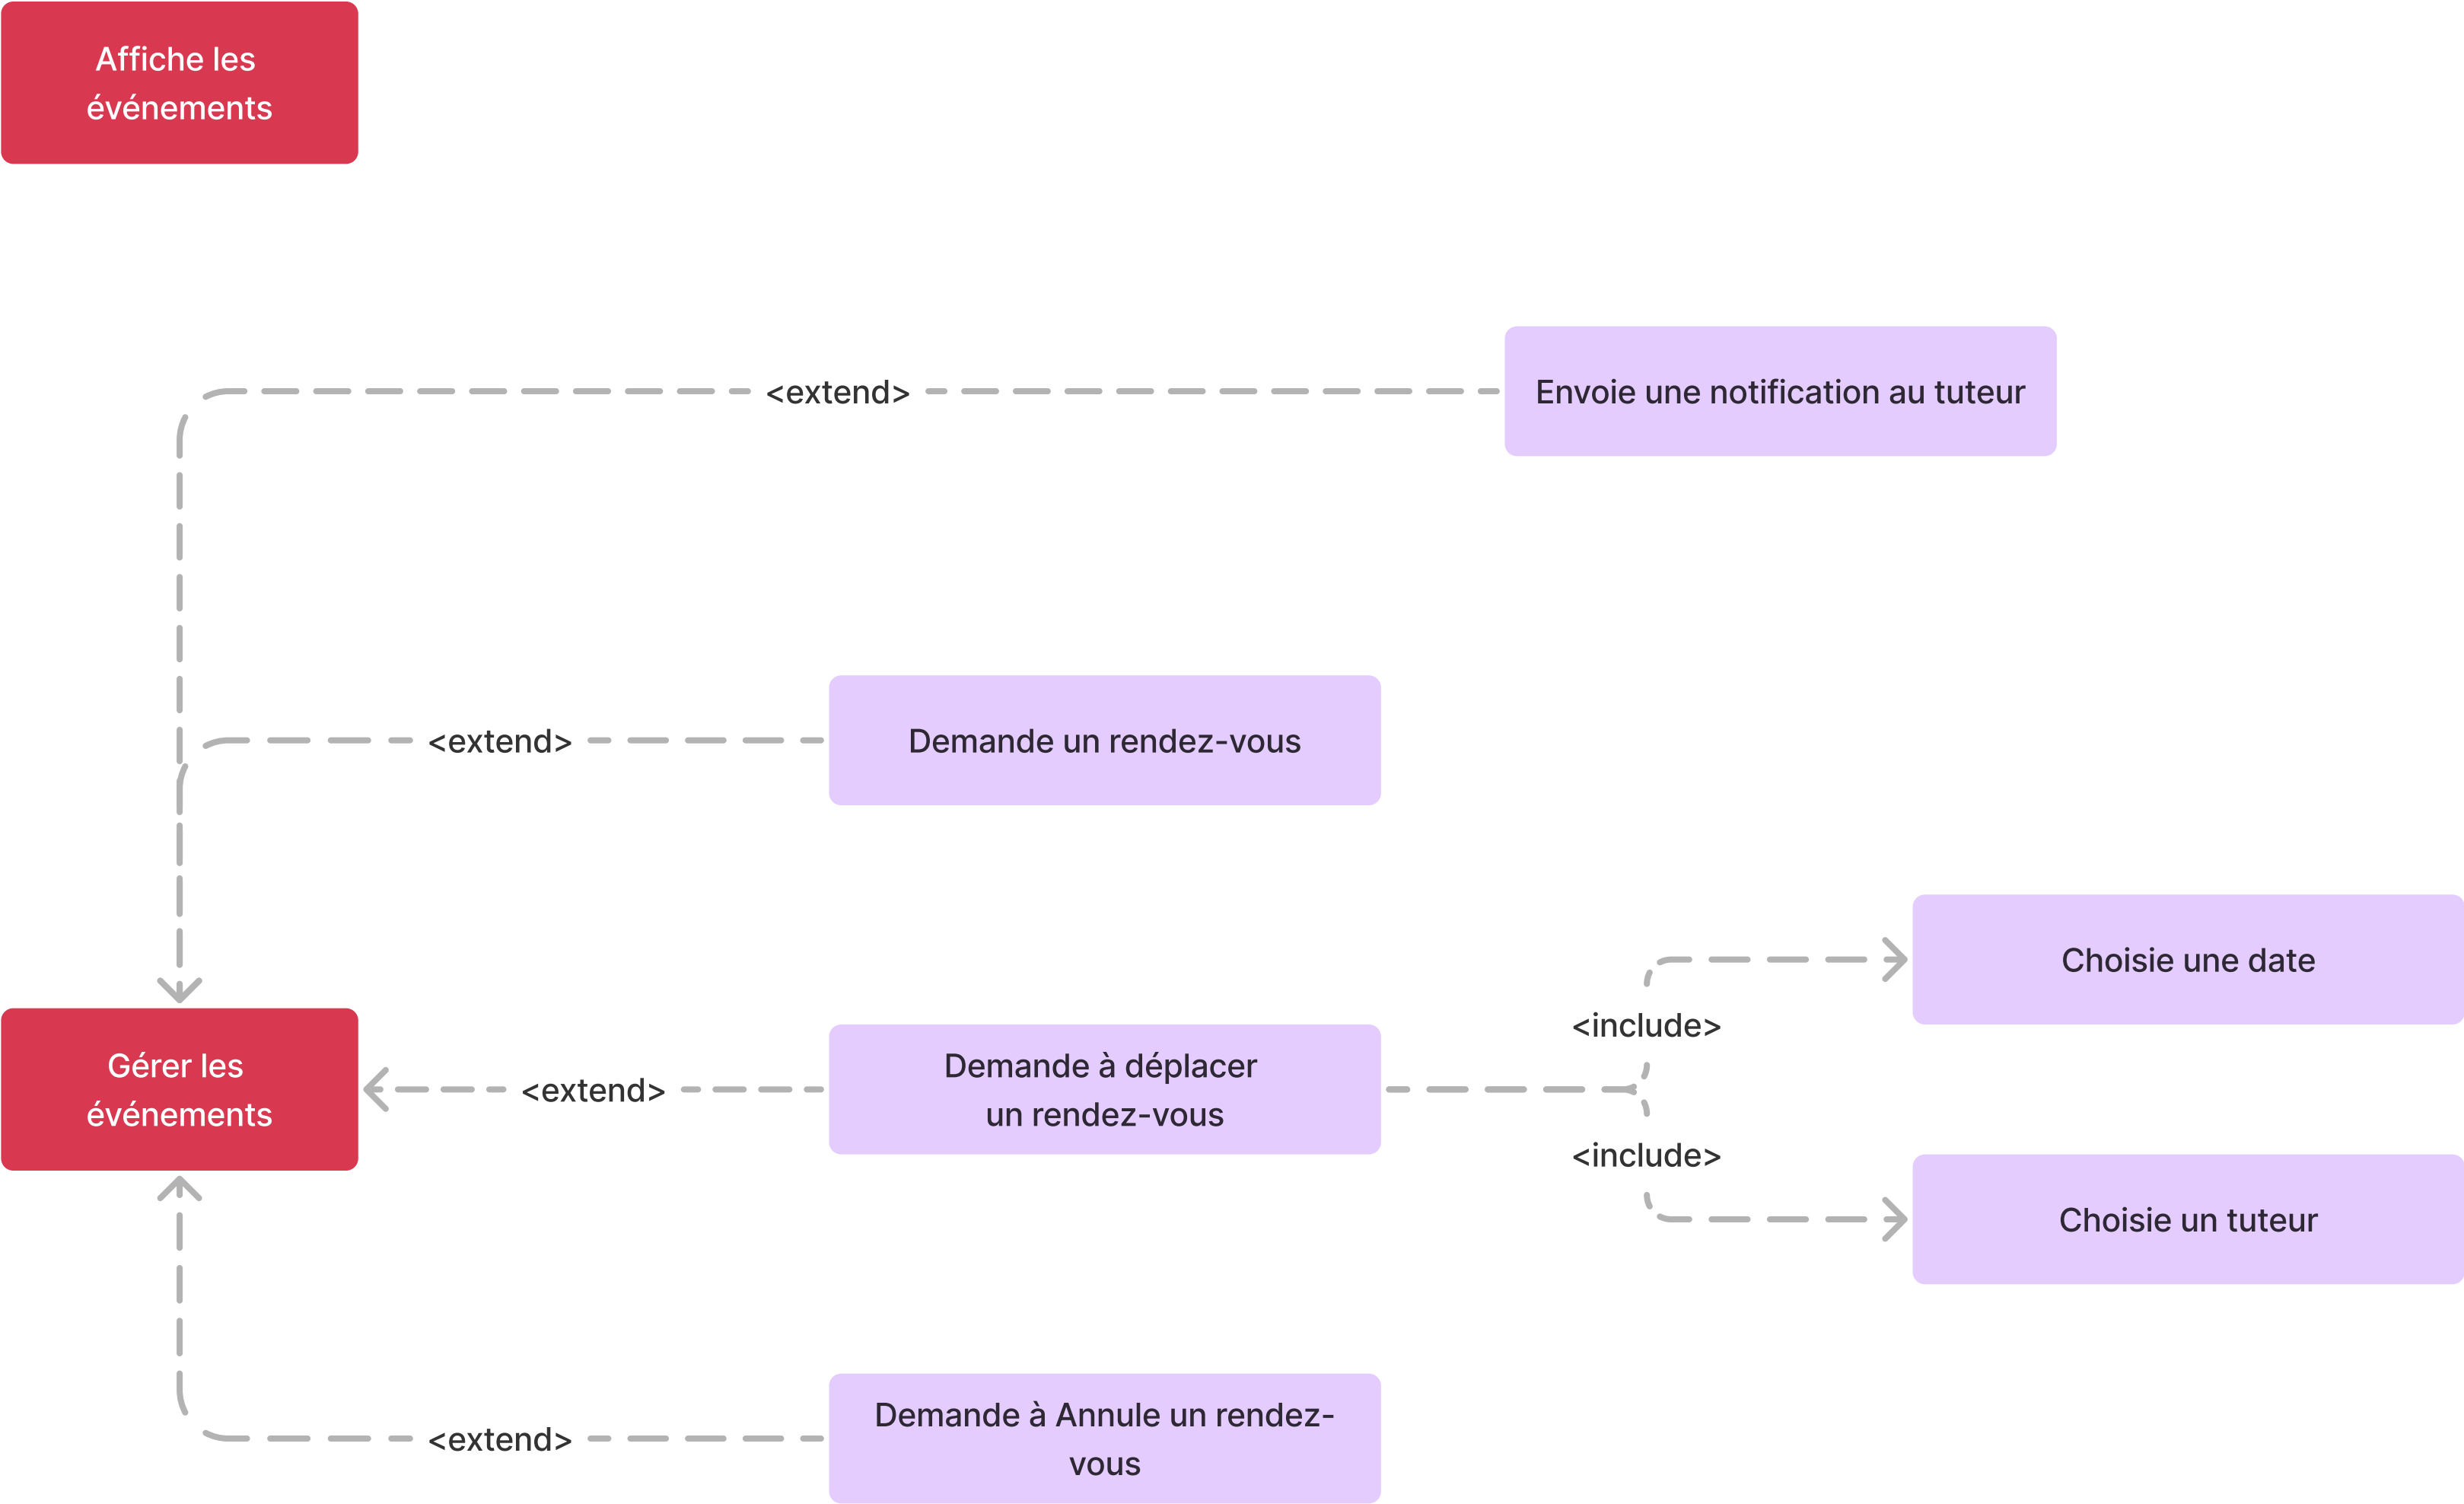 Affiche les
événements
<extend>
Envoie une notification au tuteur
<extend>
Demande un rendez-vous
Choisie une date
<include>
Gérer les
événements
<extend>
Demande à déplacer
un rendez-vous
<include>
Choisie un tuteur
<extend>
Demande à Annule un rendez-
vous